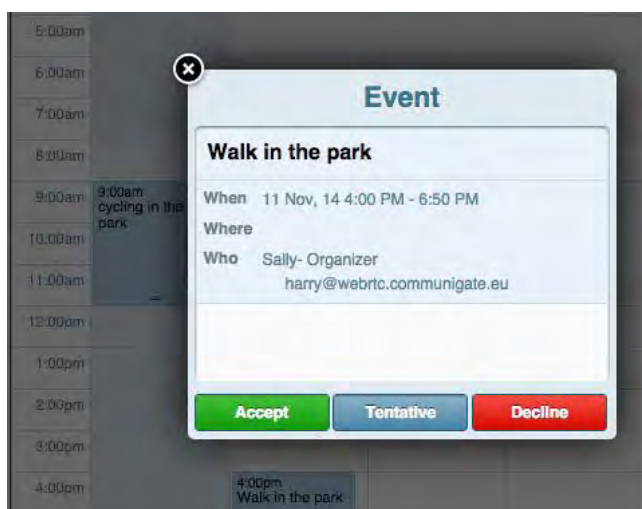 5:00am
6:00am
7:00am
8:00am
9:00am
10:00am
11:00am
12:00pm
1:00pm
2:00pm
3:00pm
4:00pm
9:00am
cycling in the
park
4:00pm
Walk in the park
Event
Walk in the park
When 11 Nov, 14 4:00 PM - 6:50 PM
Where
Who Sally- Organizer
harry@webrtc.communigate.eu
Accept Tentative Decline